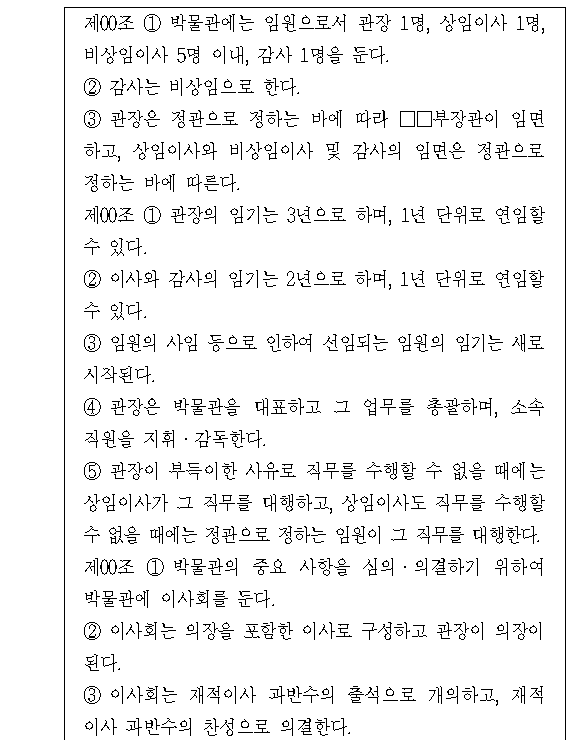 제00조 ① 박물관에는 임원으로서 관장 1명, 상임이사 1명,
비상임이사 5명 이내, 감사 1명을 둔다.
② 감사는 비상임으로 한다.
③ 관장은 정관으로 정하는 바에 따라 □□부장관이 임면
하고, 상임이사와 비상임이사 및 감사의 임면은 정관으로
정하는 바에 따른다.
제00조 ① 관장의 임기는 3년으로 하며, 1년 단위로 연임할
수 있다.
② 이사와 감사의 임기는 2년으로 하며, 1년 단위로 연임할
수 있다.
③ 임원의 사임 등으로 인하여 선임되는 임원의 임기는 새로
시작된다.
④ 관장은 박물관을 대표하고 그 업무를 총괄하며, 소속
직원을 지휘·감독한다.
⑤ 관장이 부득이한 사유로 직무를 수행할 수 없을 때에는
상임이사가 그 직무를 대행하고, 상임이사도 직무를 수행할
수 없을 때에는 정관으로 정하는 임원이 그 직무를 대행한다.
제00조 ① 박물관의 중요 사항을 심의·의결하기 위하여
박물관에 이사회를 둔다.
② 이사회는 의장을 포함한 이사로 구성하고 관장이 의장이
된다.
③ 이사회는 재적이사 과반수의 출석으로 개의하고, 재적
이사 과반수의 찬성으로 의결한다.